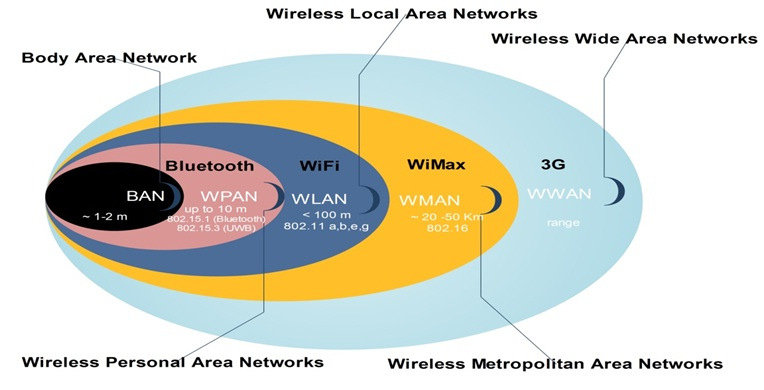 Wireless Local Area Networks
Wireless Wide Area Networks
Body Area Network
Bluetooth
WiFi
WiMax
3G
BAN
WPAN
WLAN
WMAN
WWAN
~ 1-2 m
up to 10 m
802.15.1 (Bluetooth)
802.15.3 (UWB)
< 100 m
802.11 a,b,e,g
~ 20 -50 Km
802.16
range
Wireless Personal Area Networks
Wireless Metropolitan Area Networks